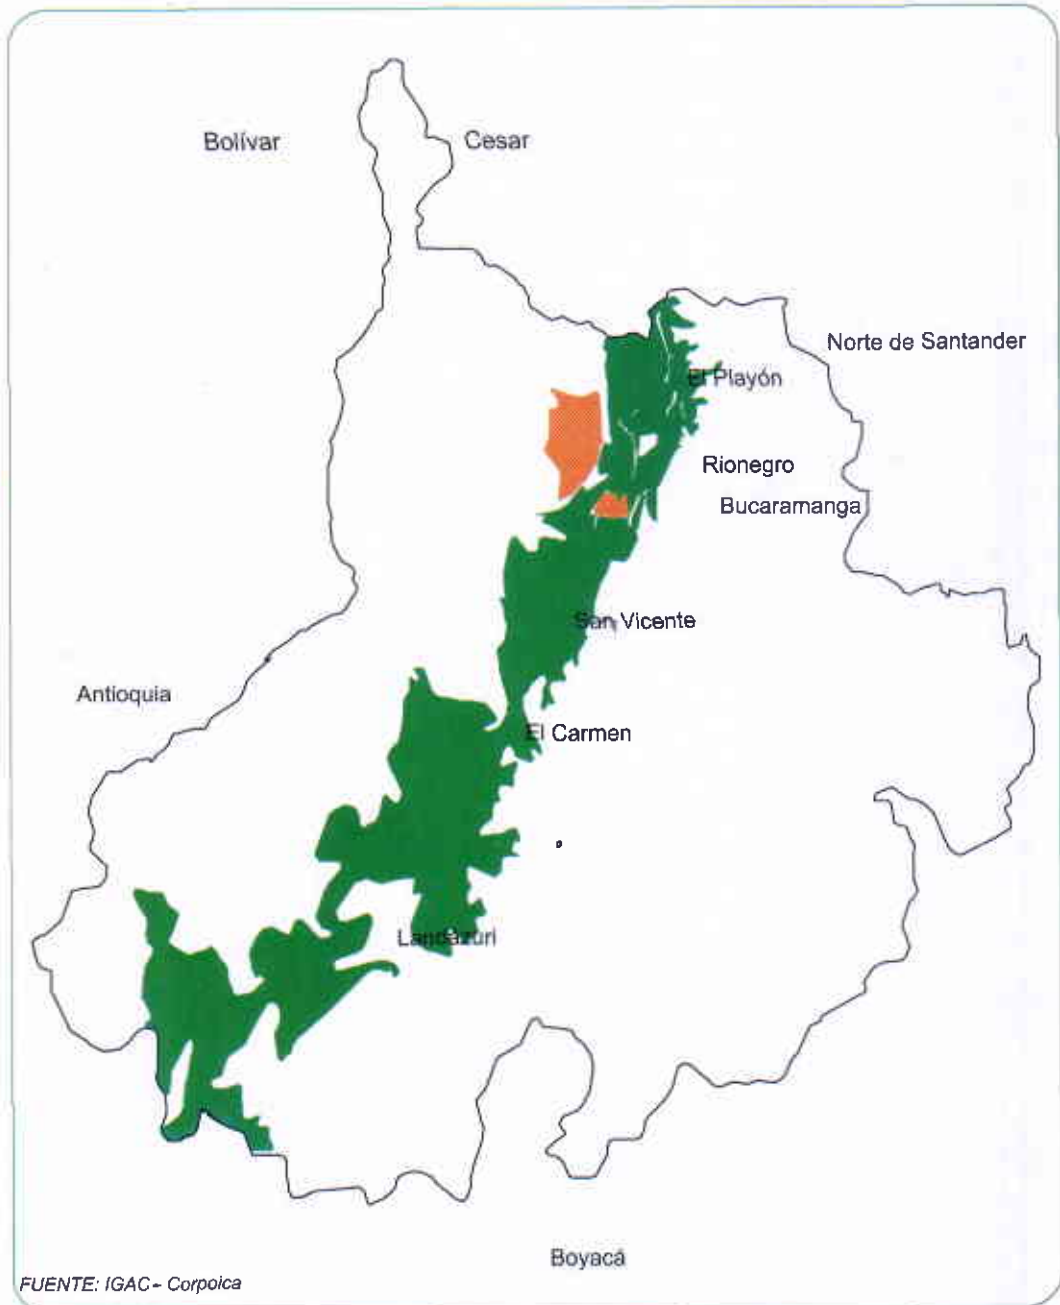 Bolívar
Cesar
Norte de Santander
El Playón
Rionegro
Bucaramanga
San Vicente
Antioquia
El Carmen
Landázuri
Boyacá
FUENTE: IGAC - Corpoica